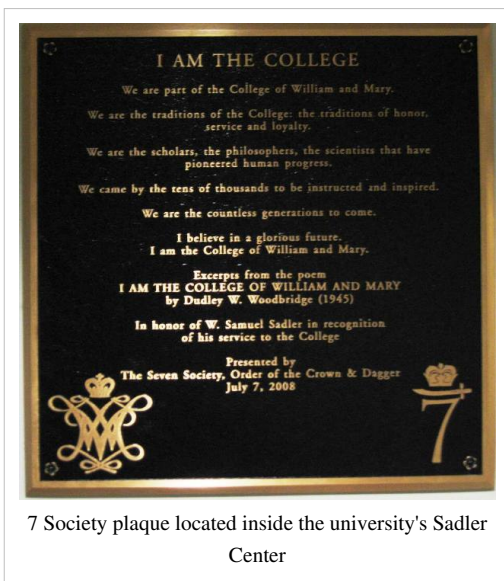 I AM THE COLLEGE
We are part of the College of William and Mary.
We are the traditions of the College: the traditions of honor,
service and loyalty.
We are the scholars, the philosophers, the scientists that have
pioneered human progress.
We came by the tens of thousands to be instructed and inspired.
We are the countless generations to come.
I believe in a glorious future.
I am the College of William and Mary.
Excerpts from the poem
I AM THE COLLEGE OF WILLIAM AND MARY
by Dudley W. Woodbridge (1945)
In honor of W. Samuel Sadler in recognition
of his service to the College
Presented by
The Seven Society, Order of the Crown & Dagger
July 7, 2008
7
7 Society plaque located inside the university's Sadler
Center